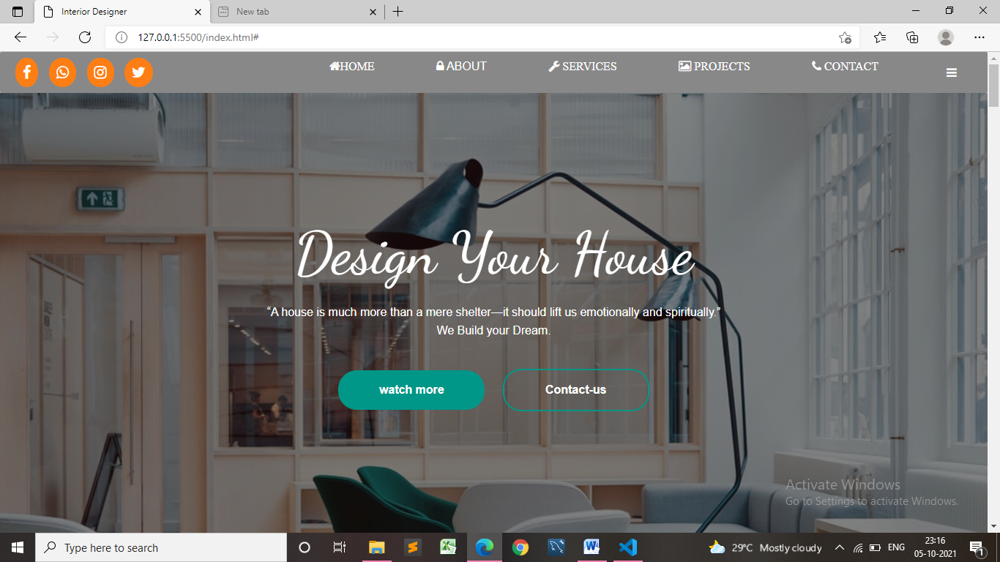 Interior Designer
New tab
127.0.0.1:5500/index.html#
HOME
ABOUT
SERVICES
PROJECTS
CONTACT
Design Your House
“A house is much more than a mere shelter—it should lift us emotionally and spiritually.”
We Build your Dream.
watch more
Contact-us
Activate Windows
Go to Settings to activate Windows.
Type here to search
29°C Mostly cloudy
ENG
23:16
05-10-2021
1